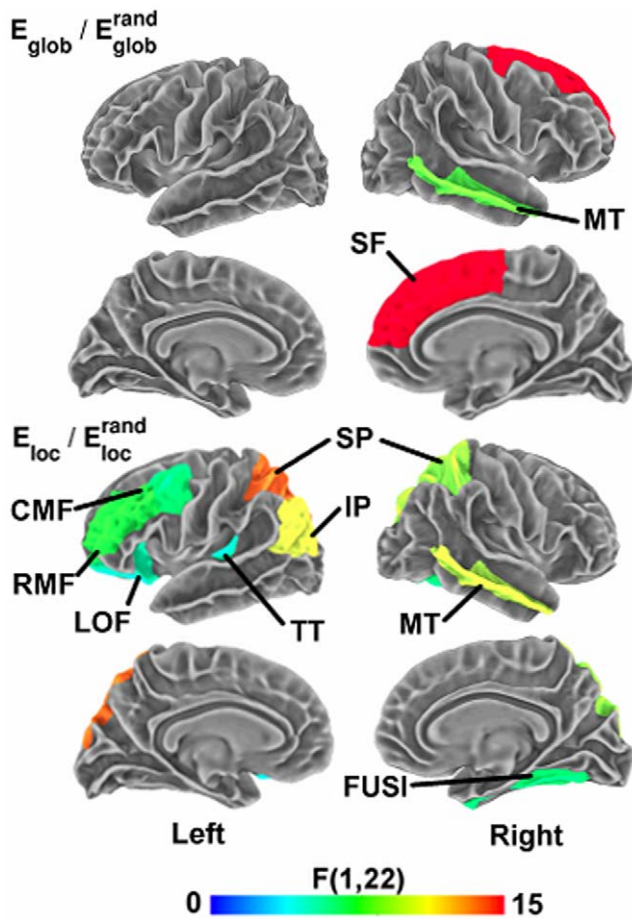 E_glob / E_glob^rand
MT
SF
E_loc / E_loc^rand
SP
CMF
IP
RMF
LOF
TT
MT
FUSI
Left
Right
F(1,22)
0
15